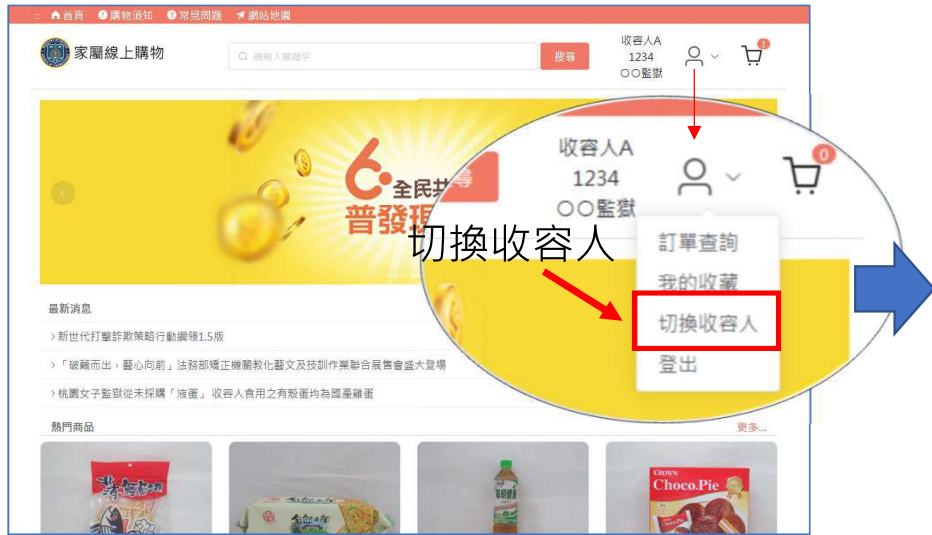 首頁 購物須知 常見問題 網站地圖
家屬線上購物
請輸入關鍵字
搜尋
收容人A
1234
○○監獄
1
6 全民共
普發現
尋
收容人A
1234
○○監獄
0
訂單查詢
我的收藏
切換收容人
登出
切換收容人
最新消息
>新世代打擊詐欺策略行動綱領1.5版
>「破繭而出，藝心向前」法務部矯正機關教化藝文及技訓作業聯合展售會盛大登場
>桃園女子監獄從未採購「液蛋」 收容人食用之有殼蛋均為國產雞蛋
熱門商品
更多...
CROWN
Choco.Pie